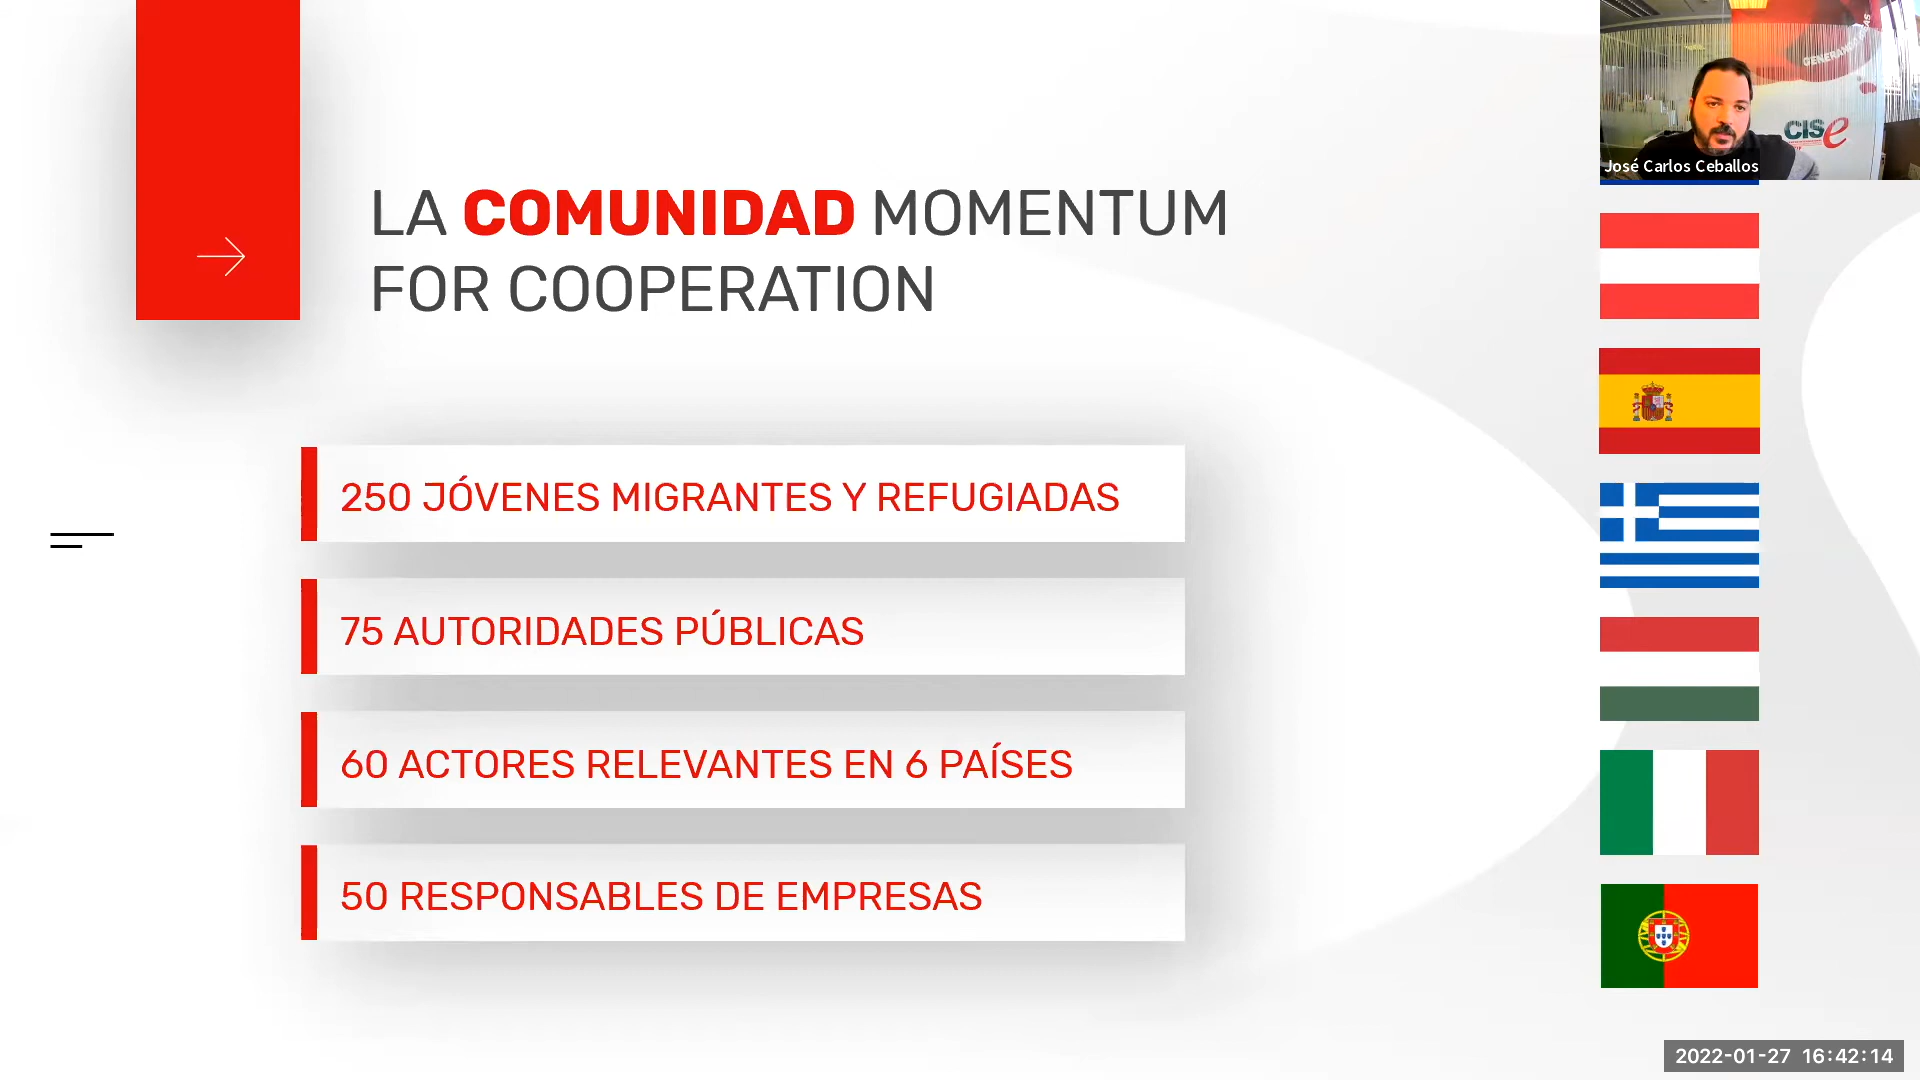 LA COMUNIDAD MOMENTUM
FOR COOPERATION
250 JÓVENES MIGRANTES Y REFUGIADAS
75 AUTORIDADES PÚBLICAS
60 ACTORES RELEVANTES EN 6 PAÍSES
50 RESPONSABLES DE EMPRESAS
CISe
José Carlos Ceballos
2022-01-27 16:42:14